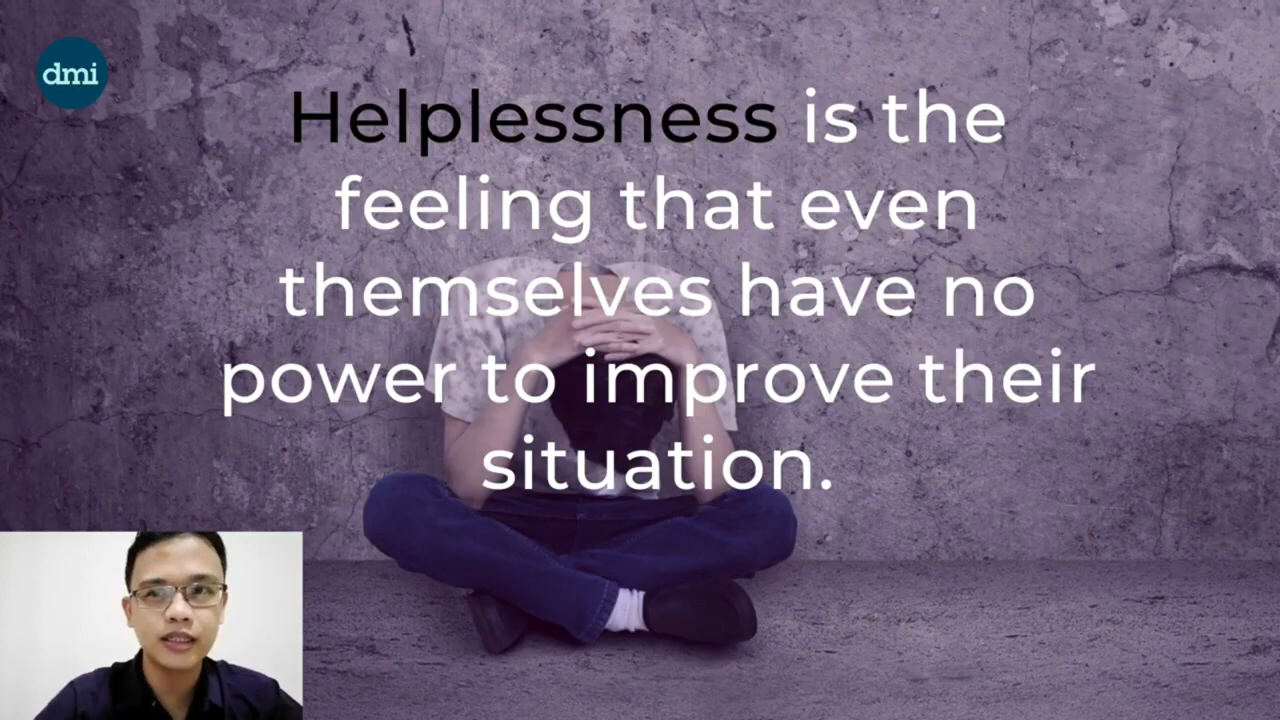 dmi
Helplessness is the
feeling that even
themselves have no
power to improve their
situation.